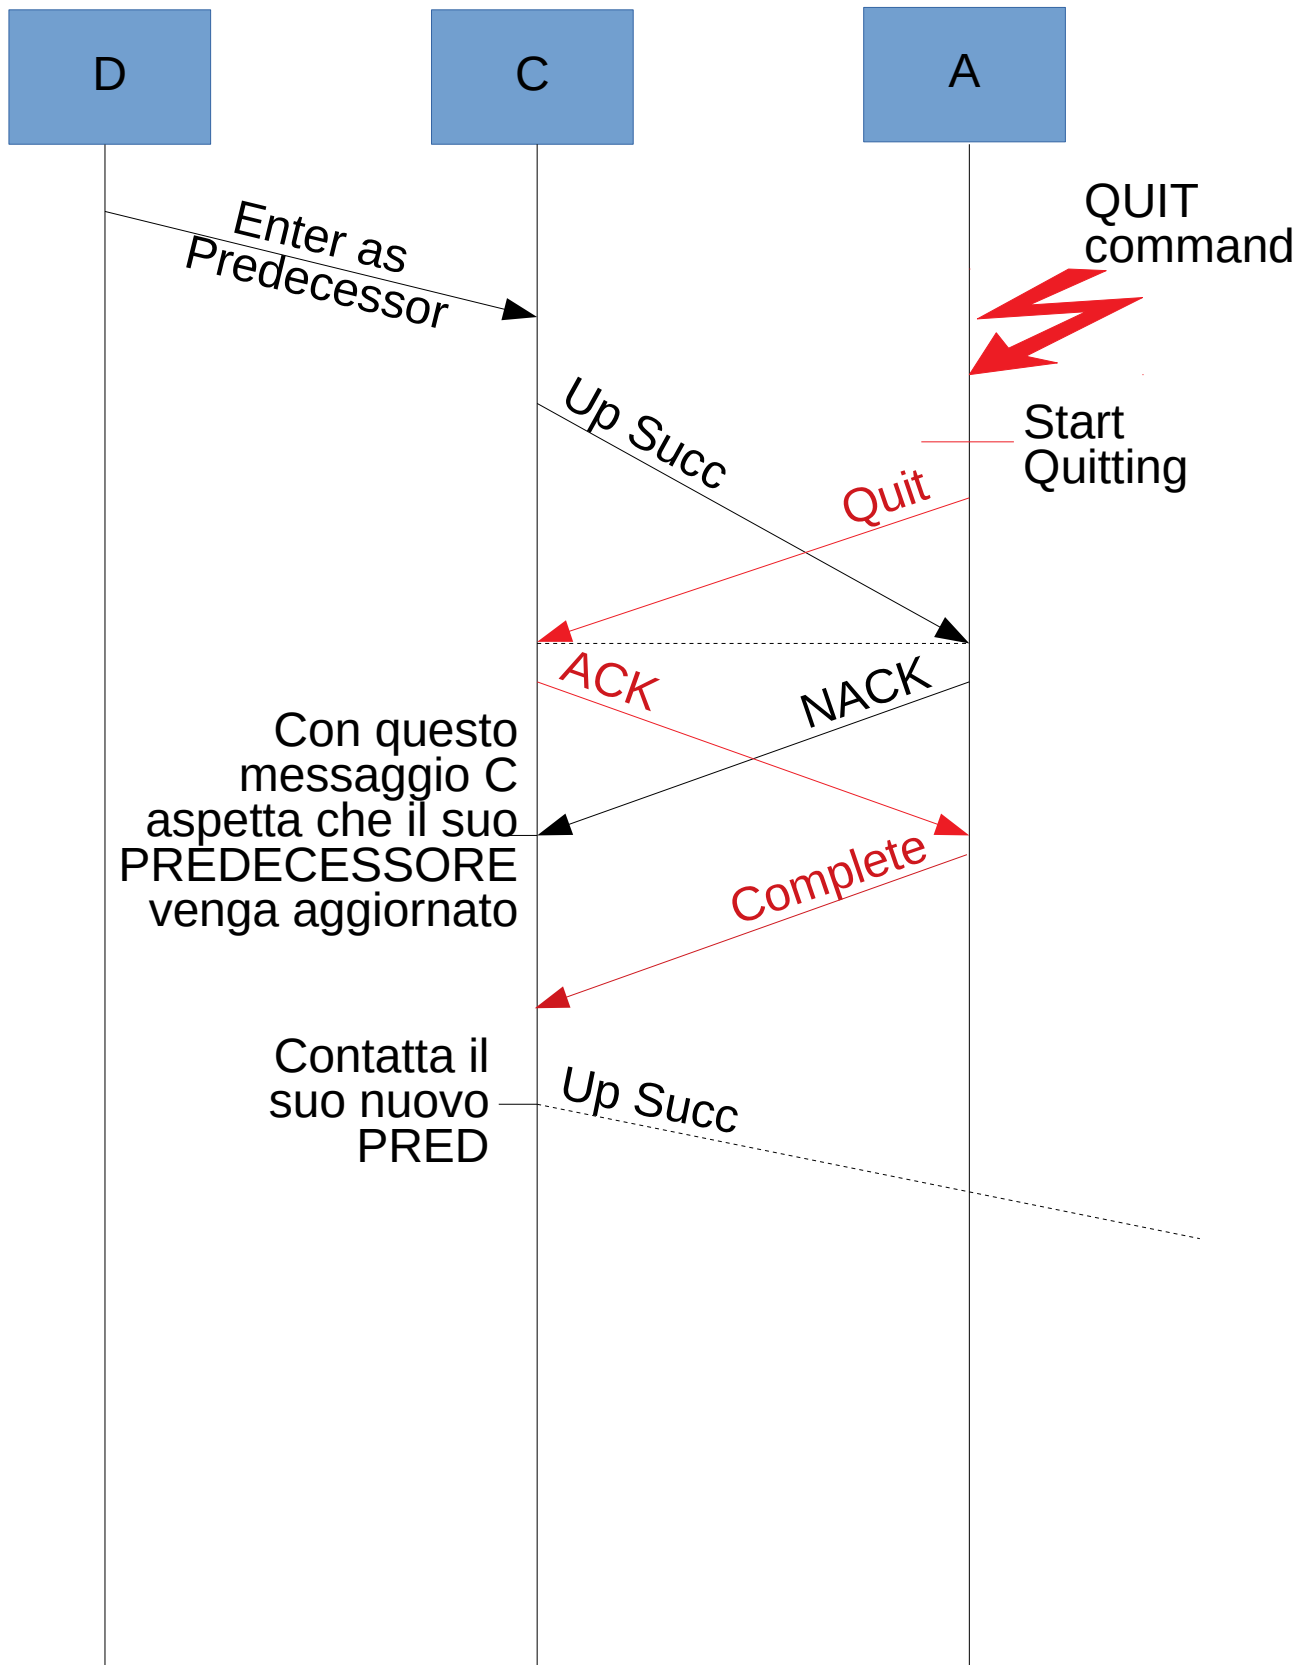 D
C
A
QUIT
command
Enter as
Predecessor
Up Succ
Start
Quitting
Quit
ACK
NACK
Con questo
messaggio C
aspetta che il suo
PREDECESSORE
venga aggiornato
Complete
Contatta il
suo nuovo
PRED
Up Succ